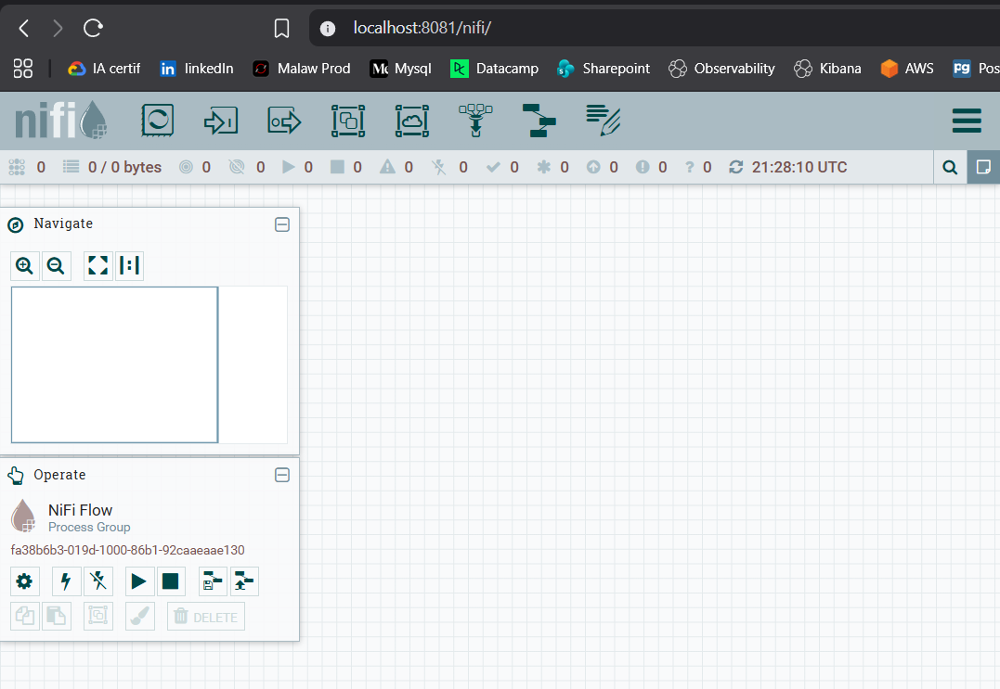 localhost:8081/nifi/
IA certif linkedIn Malaw Prod Mysql Datacamp Sharepoint Observability Kibana AWS Pos
nifi
0 0 / 0 bytes 0 0 0 0 0 0 0 0 0 0 0 21:28:10 UTC
Navigate
Operate
NiFi Flow
Process Group
fa38b6b3-019d-1000-86b1-92caaeaae130
DELETE